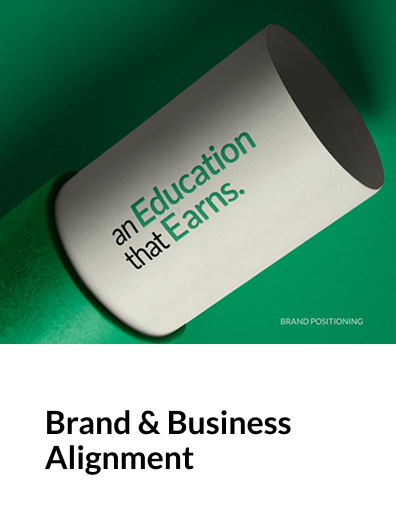 an Education
that Earns.
BRAND POSITIONING
Brand & Business
Alignment